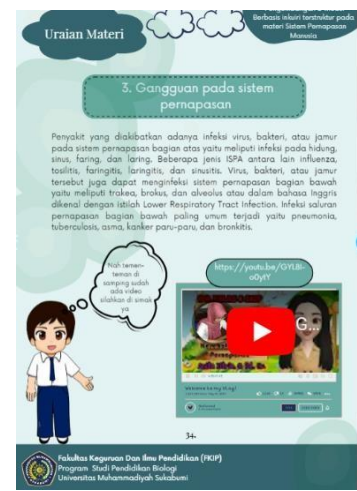 Berbasis inkuiri terstruktur pada
materi Sistem Pernapasan
Manusia
Uraian Materi
3. Gangguan pada sistem
pernapasan
Penyakit yang diakibatkan adanya infeksi virus, bakteri, atau jamur
pada sistem pernapasan bagian atas yaitu meliputi infeksi pada hidung,
sinus, faring, dan laring. Beberapa jenis ISPA antara lain influenza,
tosilitis, faringitis, laringitis, dan sinusitis. Virus, bakteri, atau jamur
tersebut juga dapat menginfeksi sistem pernapasan bagian bawah
yaitu meliputi trakea, brokus, dan alveolus atau dalam bahasa Inggris
dikenal dengan istilah Lower Respiratory Tract Infection. Infeksi saluran
pernapasan bagian bawah paling umum terjadi yaitu pneumonia,
tuberculosis, asma, kanker paru-paru, dan bronkitis.
Nah temen-
teman di
samping sudah
ada video
silahkan di simak
ya
G...
34.
Fakultas Keguruan Dan Ilmu Pendidikan (FKIP)
Program Studi Pendidikan Biologi
Universitas Muhammadiyah Sukabumi